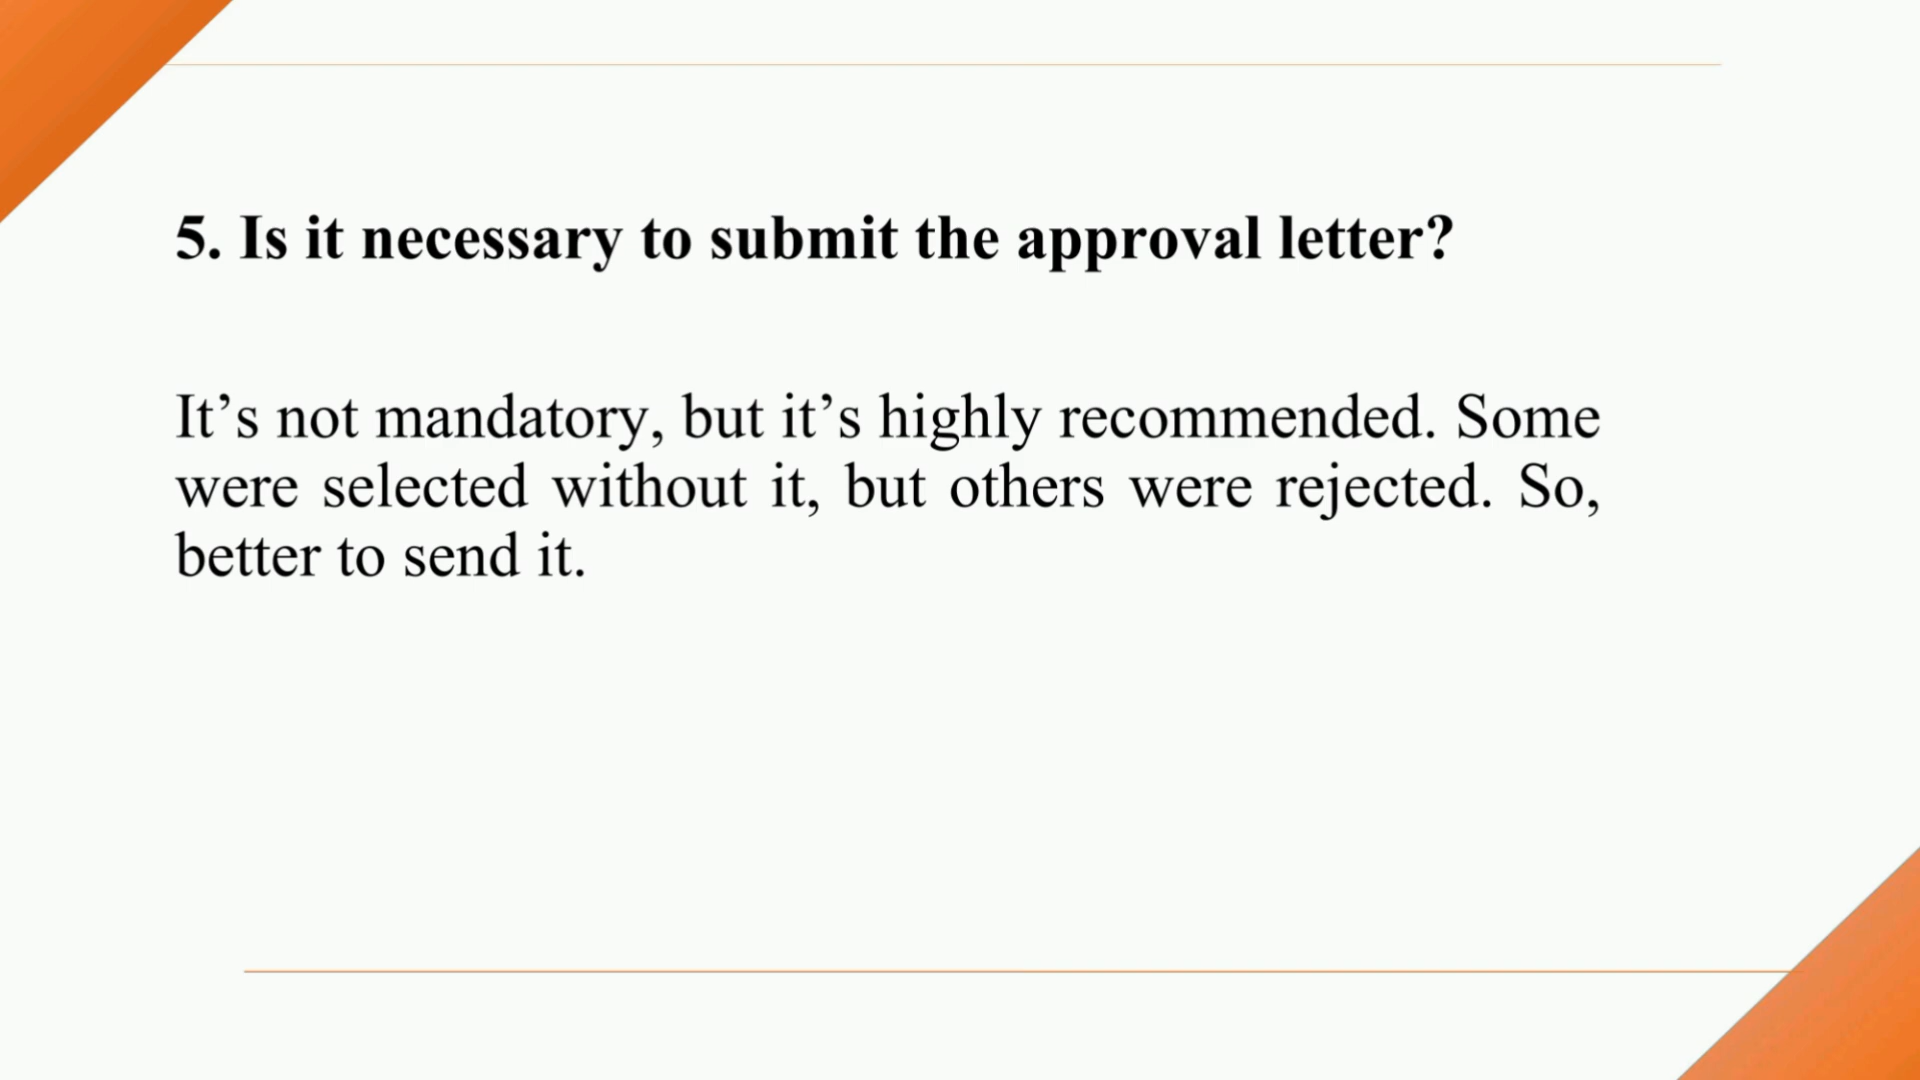 5. Is it necessary to submit the approval letter?
It’s not mandatory, but it’s highly recommended. Some
were selected without it, but others were rejected. So,
better to send it.